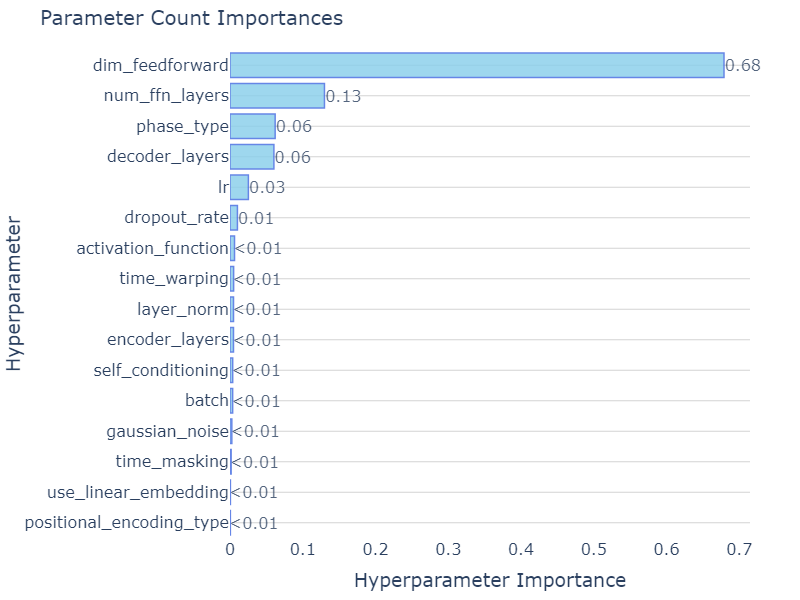 Parameter Count Importances
dim_feedforward 0.68
num_ffn_layers 0.13
phase_type 0.06
decoder_layers 0.06
lr 0.03
dropout_rate 0.01
activation_function <0.01
time_warping <0.01
layer_norm <0.01
encoder_layers <0.01
self_conditioning <0.01
batch <0.01
gaussian_noise <0.01
time_masking <0.01
use_linear_embedding <0.01
positional_encoding_type <0.01
0 0.1 0.2 0.3 0.4 0.5 0.6 0.7
Hyperparameter Importance
Hyperparameter